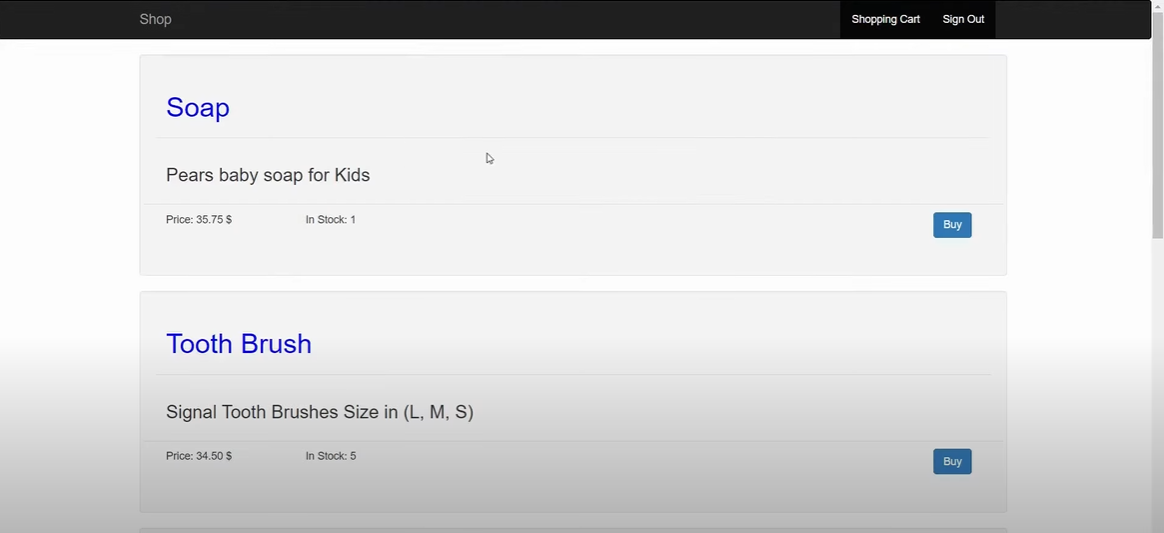 Shop Shopping Cart Sign Out
Soap
Pears baby soap for Kids
Price: 35.75 $ In Stock: 1 Buy
Tooth Brush
Signal Tooth Brushes Size in (L, M, S)
Price: 34.50 $ In Stock: 5 Buy